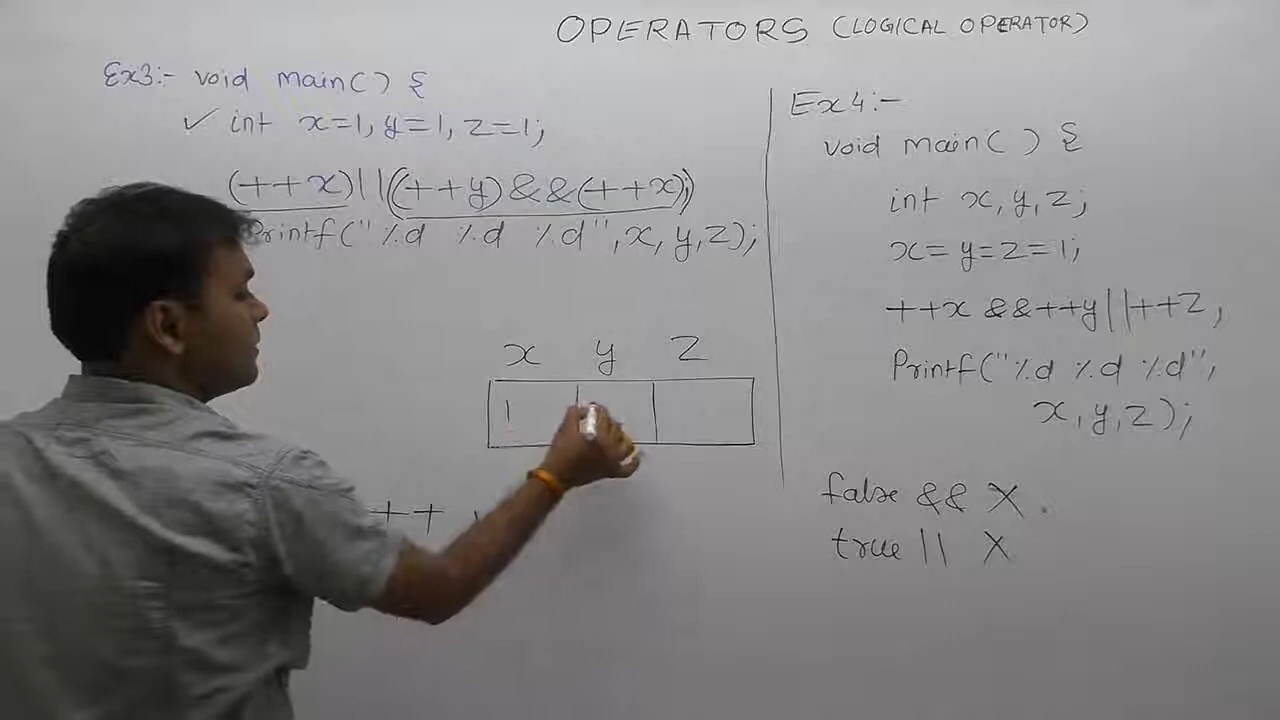 OPERATORS (LOGICAL OPERATOR)
Ex3:- void main() {
✓ int x=1, y=1, z=1;
(++x)||((++y)&&(++x));
Printf("%d %d %d",x,y,z);
x y z
1
++
Ex4:-
void main() {
int x,y,z;
x=y=z=1;
++x &&++y||++z,
Printf("%d %d %d",
x,y,z);
false && X.
true || X